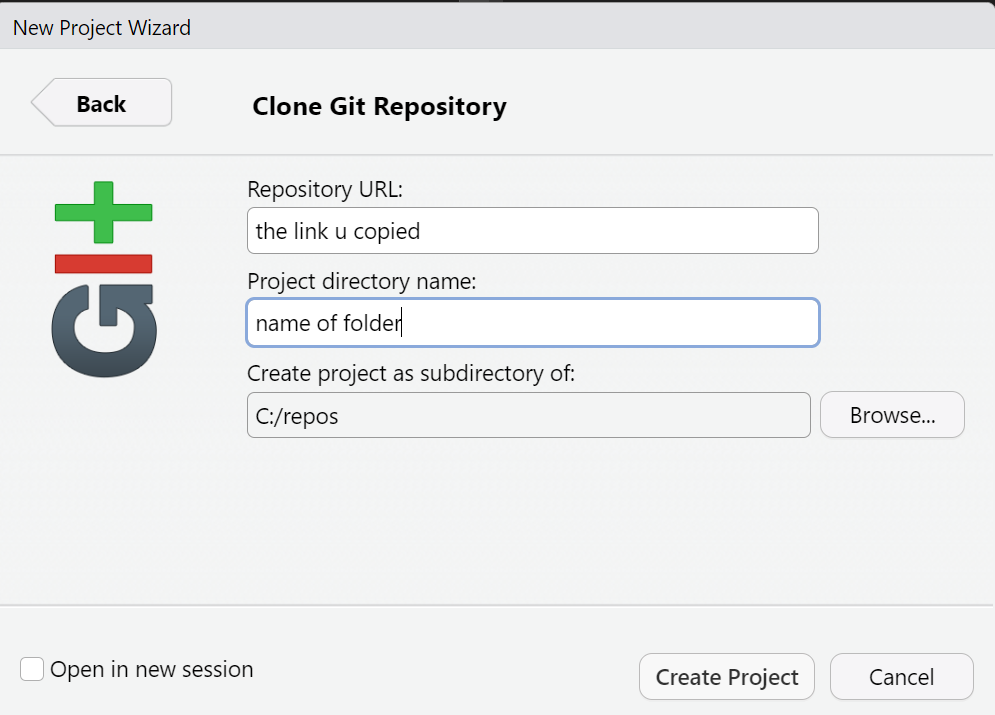 New Project Wizard
Back
Clone Git Repository
GIT
Repository URL:
the link u copied
Project directory name:
name of folder
Create project as subdirectory of:
C:/repos
Browse...
Open in new session
Create Project
Cancel